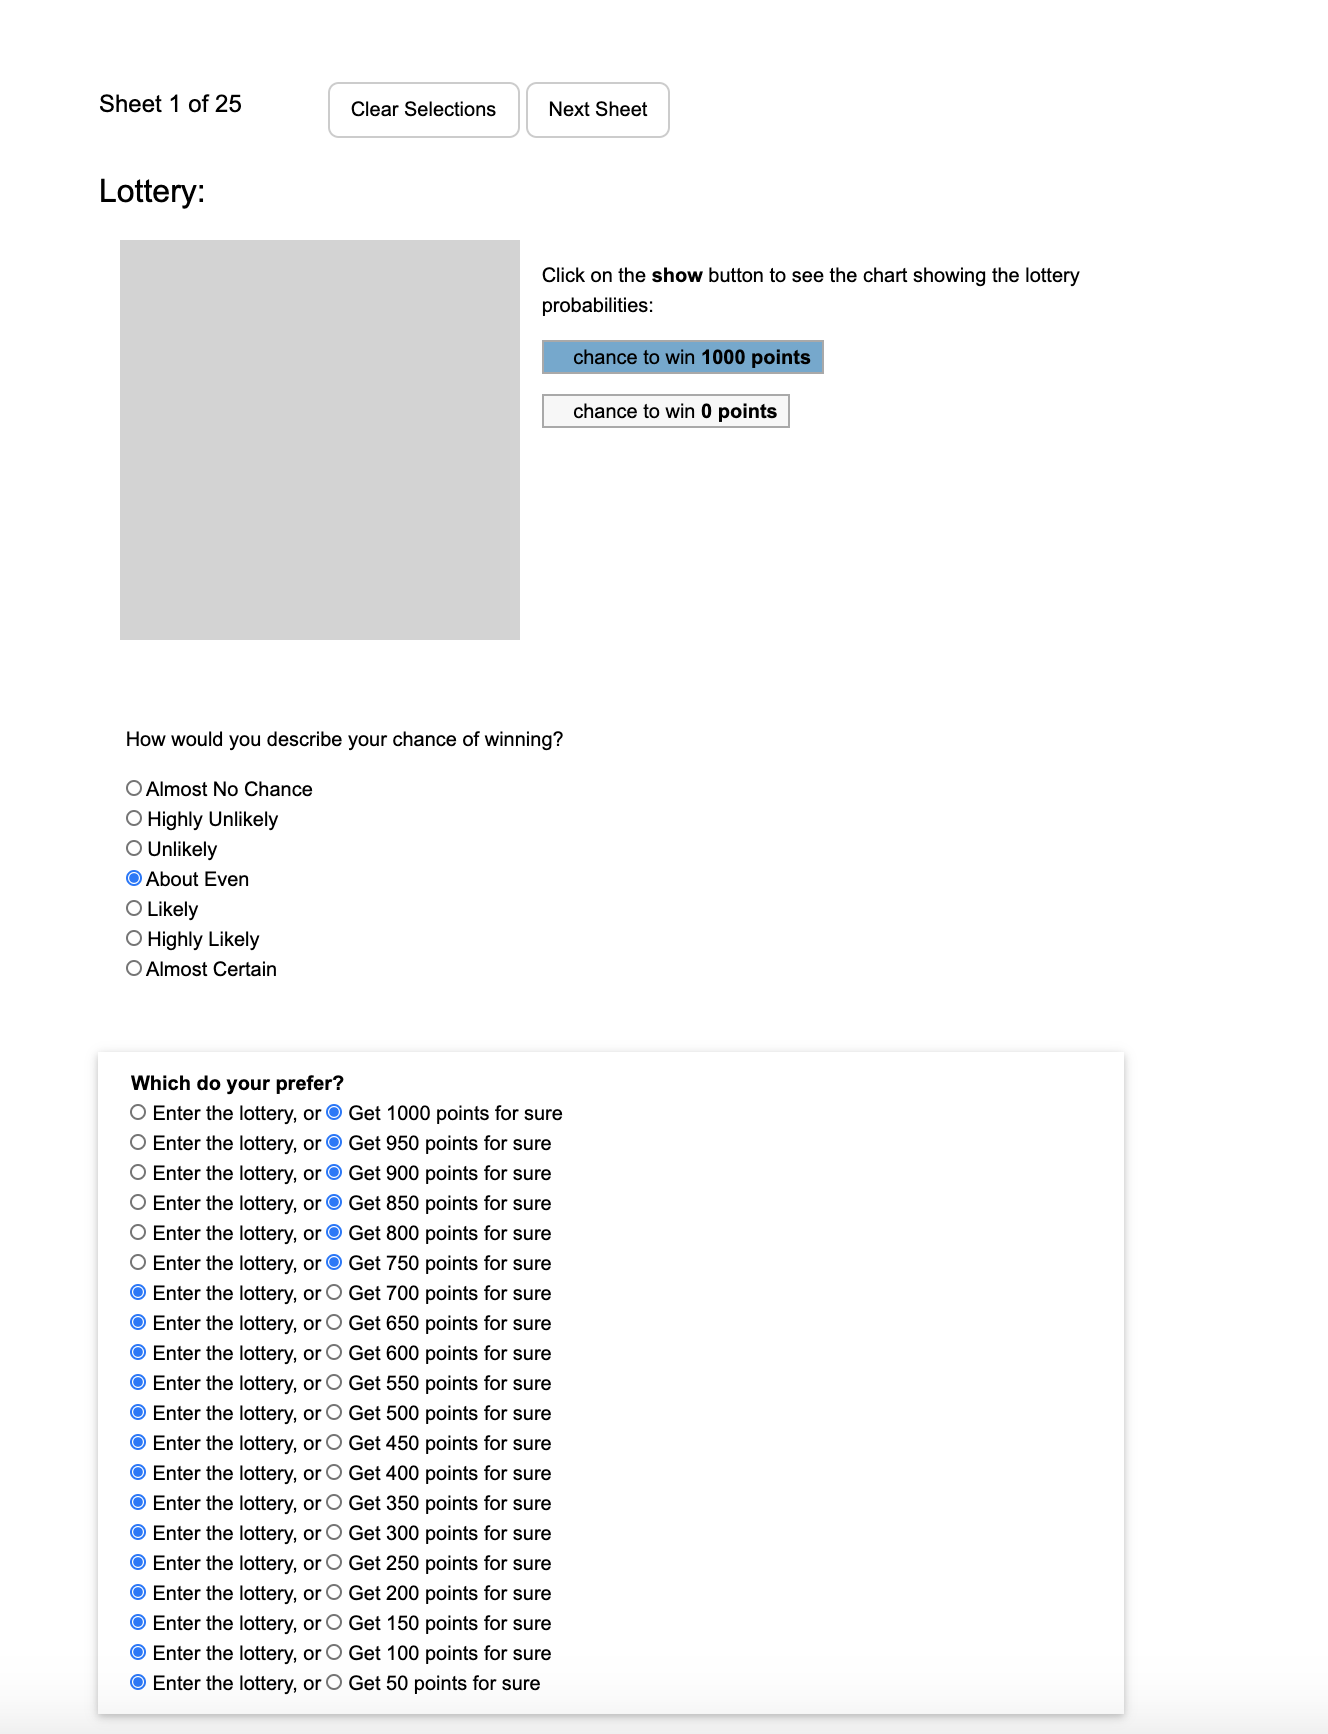 Sheet 1 of 25
Clear Selections
Next Sheet
Lottery:
Click on the show button to see the chart showing the lottery
probabilities:
chance to win 1000 points
chance to win 0 points
How would you describe your chance of winning?
Almost No Chance
Highly Unlikely
Unlikely
About Even
Likely
Highly Likely
Almost Certain
Which do your prefer?
Enter the lottery, or Get 1000 points for sure
Enter the lottery, or Get 950 points for sure
Enter the lottery, or Get 900 points for sure
Enter the lottery, or Get 850 points for sure
Enter the lottery, or Get 800 points for sure
Enter the lottery, or Get 750 points for sure
Enter the lottery, or Get 700 points for sure
Enter the lottery, or Get 650 points for sure
Enter the lottery, or Get 600 points for sure
Enter the lottery, or Get 550 points for sure
Enter the lottery, or Get 500 points for sure
Enter the lottery, or Get 450 points for sure
Enter the lottery, or Get 400 points for sure
Enter the lottery, or Get 350 points for sure
Enter the lottery, or Get 300 points for sure
Enter the lottery, or Get 250 points for sure
Enter the lottery, or Get 200 points for sure
Enter the lottery, or Get 150 points for sure
Enter the lottery, or Get 100 points for sure
Enter the lottery, or Get 50 points for sure